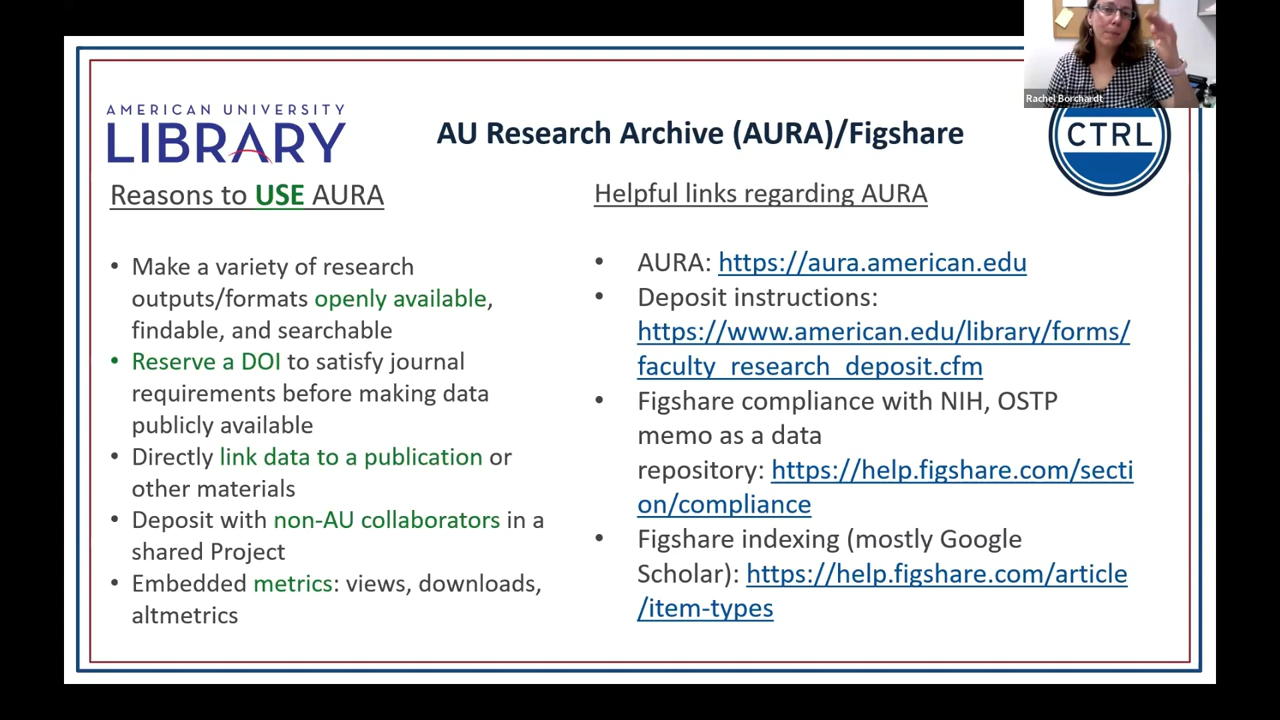 AMERICAN UNIVERSITY
LIBRARY
AU Research Archive (AURA)/Figshare
Rachel Borchardt
CTRL
Reasons to USE AURA
• Make a variety of research
outputs/formats openly available,
findable, and searchable
• Reserve a DOI to satisfy journal
requirements before making data
publicly available
• Directly link data to a publication or
other materials
• Deposit with non-AU collaborators in a
shared Project
• Embedded metrics: views, downloads,
altmetrics
Helpful links regarding AURA
• AURA: https://aura.american.edu
• Deposit instructions:
https://www.american.edu/library/forms/
faculty_research_deposit.cfm
• Figshare compliance with NIH, OSTP
memo as a data
repository: https://help.figshare.com/secti
on/compliance
• Figshare indexing (mostly Google
Scholar): https://help.figshare.com/article
/item-types